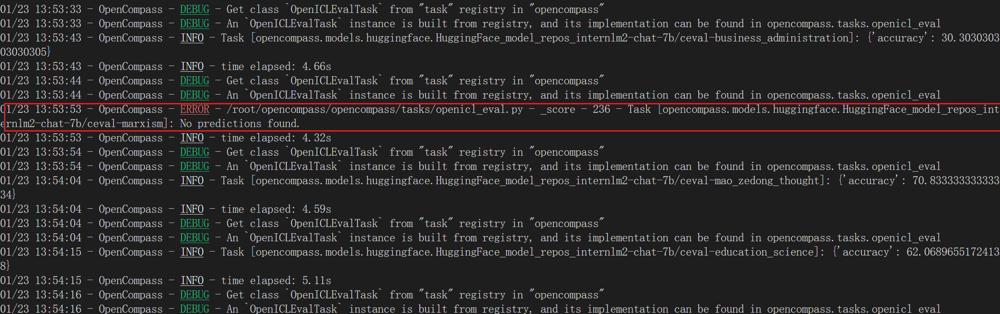 01/23 13:53:33 - OpenCompass - DEBUG - Get class `OpenICLEvalTask` from "task" registry in "opencompass"
01/23 13:53:33 - OpenCompass - DEBUG - An `OpenICLEvalTask` instance is built from registry, and its implementation can be found in opencompass.tasks.openicl_eval
01/23 13:53:43 - OpenCompass - INFO - Task [opencompass.models.huggingface.HuggingFace_model_repos_internlm2-chat-7b/ceval-business_administration]: {'accuracy': 30.3030303
03030305}
01/23 13:53:43 - OpenCompass - INFO - time elapsed: 4.66s
01/23 13:53:44 - OpenCompass - DEBUG - Get class `OpenICLEvalTask` from "task" registry in "opencompass"
01/23 13:53:44 - OpenCompass - DEBUG - An `OpenICLEvalTask` instance is built from registry, and its implementation can be found in opencompass.tasks.openicl_eval
01/23 13:53:53 - OpenCompass - ERROR - /root/opencompass/opencompass/tasks/openicl_eval.py - _score - 236 - Task [opencompass.models.huggingface.HuggingFace_model_repos_int
ernlm2-chat-7b/ceval-marxism]: No predictions found.
01/23 13:53:53 - OpenCompass - INFO - time elapsed: 4.32s
01/23 13:53:54 - OpenCompass - DEBUG - Get class `OpenICLEvalTask` from "task" registry in "opencompass"
01/23 13:53:54 - OpenCompass - DEBUG - An `OpenICLEvalTask` instance is built from registry, and its implementation can be found in opencompass.tasks.openicl_eval
01/23 13:54:04 - OpenCompass - INFO - Task [opencompass.models.huggingface.HuggingFace_model_repos_internlm2-chat-7b/ceval-mao_zedong_thought]: {'accuracy': 70.833333333333
34}
01/23 13:54:04 - OpenCompass - INFO - time elapsed: 4.59s
01/23 13:54:04 - OpenCompass - DEBUG - Get class `OpenICLEvalTask` from "task" registry in "opencompass"
01/23 13:54:04 - OpenCompass - DEBUG - An `OpenICLEvalTask` instance is built from registry, and its implementation can be found in opencompass.tasks.openicl_eval
01/23 13:54:15 - OpenCompass - INFO - Task [opencompass.models.huggingface.HuggingFace_model_repos_internlm2-chat-7b/ceval-education_science]: {'accuracy': 62.0689655172413
8}
01/23 13:54:15 - OpenCompass - INFO - time elapsed: 5.11s
01/23 13:54:16 - OpenCompass - DEBUG - Get class `OpenICLEvalTask` from "task" registry in "opencompass"
01/23 13:54:16 - OpenCompass - DEBUG - An `OpenICLEvalTask` instance is built from registry, and its implementation can be found in opencompass.tasks.openicl_eval